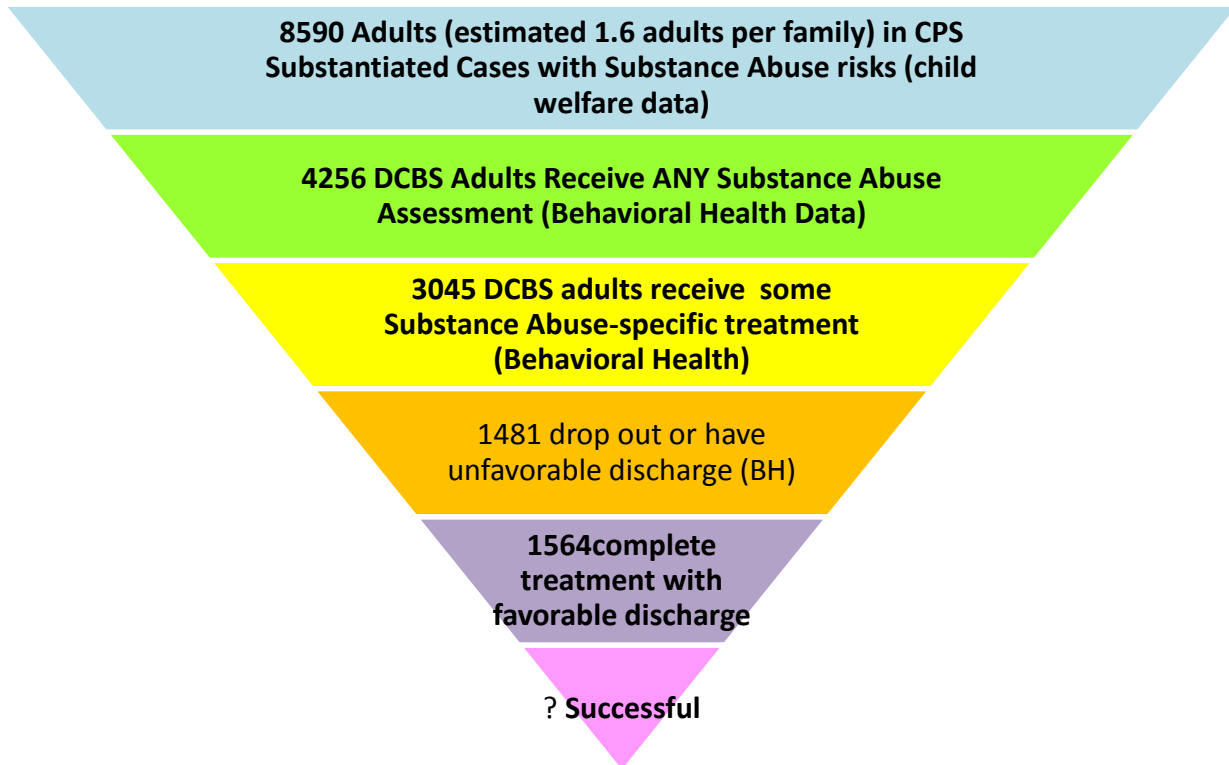 8590 Adults (estimated 1.6 adults per family) in CPS
Substantiated Cases with Substance Abuse risks (child
welfare data)
4256 DCBS Adults Receive ANY Substance Abuse
Assessment (Behavioral Health Data)
3045 DCBS adults receive  some
Substance Abuse-specific treatment
(Behavioral Health)
1481 drop out or have
unfavorable discharge (BH)
1564complete
treatment with
favorable discharge
? Successful